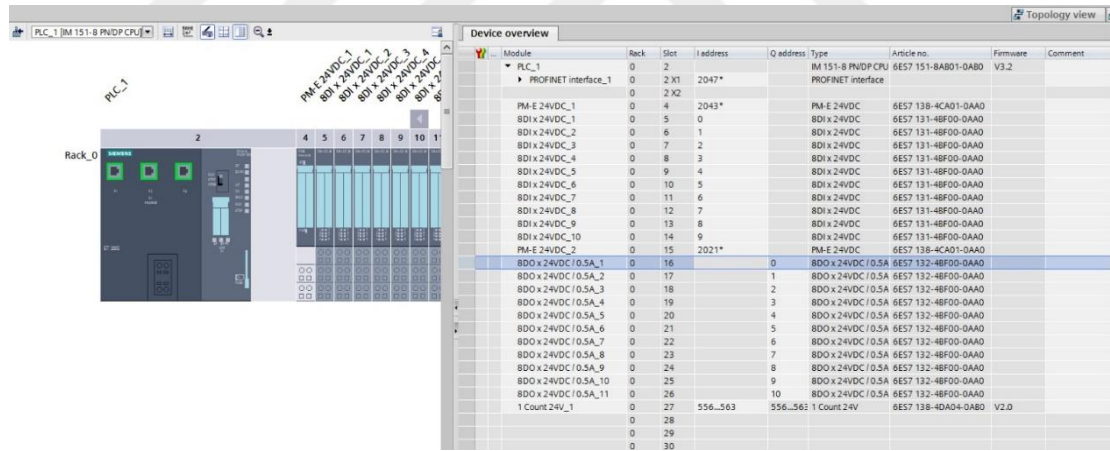 Topology view
PLC_1 [IM 151-8 PN/DP CPU]
Device overview
Module Rack Slot I address Q address Type Article no. Firmware Comment
PLC_1 0 2 IM 151-8 PN/DP CPU 6ES7 151-8AB01-0AB0 V3.2
PROFINET interface_1 0 2 X1 2047* PROFINET interface
0 2 X2
PM-E 24VDC_1 0 4 2043* PM-E 24VDC 6ES7 138-4CA01-0AA0
8DI x 24VDC_1 0 5 0 8DI x 24VDC 6ES7 131-4BF00-0AA0
8DI x 24VDC_2 0 6 1 8DI x 24VDC 6ES7 131-4BF00-0AA0
8DI x 24VDC_3 0 7 2 8DI x 24VDC 6ES7 131-4BF00-0AA0
8DI x 24VDC_4 0 8 3 8DI x 24VDC 6ES7 131-4BF00-0AA0
8DI x 24VDC_5 0 9 4 8DI x 24VDC 6ES7 131-4BF00-0AA0
8DI x 24VDC_6 0 10 5 8DI x 24VDC 6ES7 131-4BF00-0AA0
8DI x 24VDC_7 0 11 6 8DI x 24VDC 6ES7 131-4BF00-0AA0
8DI x 24VDC_8 0 12 7 8DI x 24VDC 6ES7 131-4BF00-0AA0
8DI x 24VDC_9 0 13 8 8DI x 24VDC 6ES7 131-4BF00-0AA0
8DI x 24VDC_10 0 14 9 8DI x 24VDC 6ES7 131-4BF00-0AA0
PM-E 24VDC_2 0 15 2021* PM-E 24VDC 6ES7 138-4CA01-0AA0
8DO x 24VDC / 0.5A_1 0 16 0 8DO x 24VDC / 0.5A 6ES7 132-4BF00-0AA0
8DO x 24VDC / 0.5A_2 0 17 1 8DO x 24VDC / 0.5A 6ES7 132-4BF00-0AA0
8DO x 24VDC / 0.5A_3 0 18 2 8DO x 24VDC / 0.5A 6ES7 132-4BF00-0AA0
8DO x 24VDC / 0.5A_4 0 19 3 8DO x 24VDC / 0.5A 6ES7 132-4BF00-0AA0
8DO x 24VDC / 0.5A_5 0 20 4 8DO x 24VDC / 0.5A 6ES7 132-4BF00-0AA0
8DO x 24VDC / 0.5A_6 0 21 5 8DO x 24VDC / 0.5A 6ES7 132-4BF00-0AA0
8DO x 24VDC / 0.5A_7 0 22 6 8DO x 24VDC / 0.5A 6ES7 132-4BF00-0AA0
8DO x 24VDC / 0.5A_8 0 23 7 8DO x 24VDC / 0.5A 6ES7 132-4BF00-0AA0
8DO x 24VDC / 0.5A_9 0 24 8 8DO x 24VDC / 0.5A 6ES7 132-4BF00-0AA0
8DO x 24VDC / 0.5A_10 0 25 9 8DO x 24VDC / 0.5A 6ES7 132-4BF00-0AA0
8DO x 24VDC / 0.5A_11 0 26 10 8DO x 24VDC / 0.5A 6ES7 132-4BF00-0AA0
1 Count 24V_1 0 27 556...563 556...563 1 Count 24V 6ES7 138-4DA04-0AB0 V2.0
0 28
0 29
0 30
PLC_1
PM-E 24VDC_1
8DI x 24VDC_1
8DI x 24VDC_2
8DI x 24VDC_3
8DI x 24VDC_4
2 4 5 6 7 8 9 10 11
Rack_0
SIEMENS